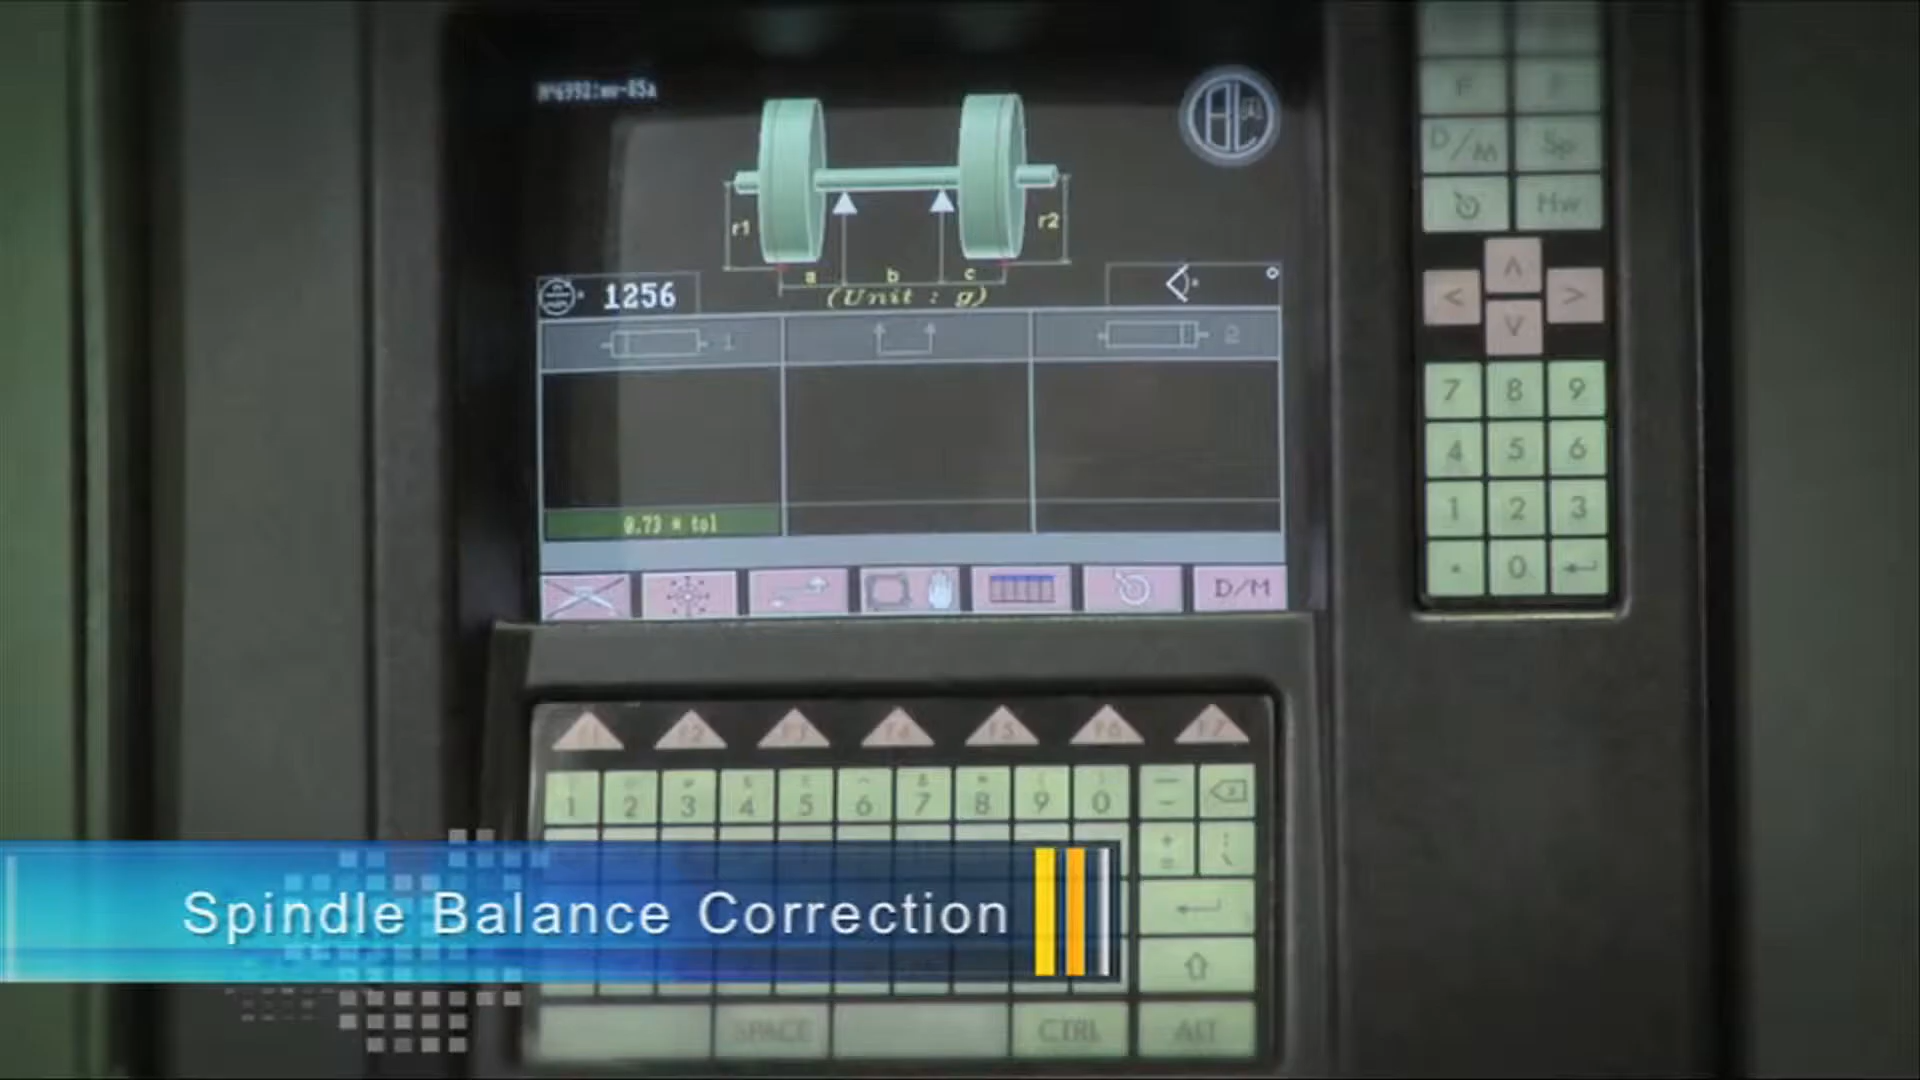 r1
r2
a b c
(Unit : g)
1256
1
2
0.73 * tol
D/M
F
D/M Sp
Hw
< ^ >
v
7 8 9
4 5 6
1 2 3
. 0
F2 F3 F4 F5 F6 F7
1 2 3 4 5 6 7 8 9 0
Spindle Balance Correction
SPACE CTRL ALT